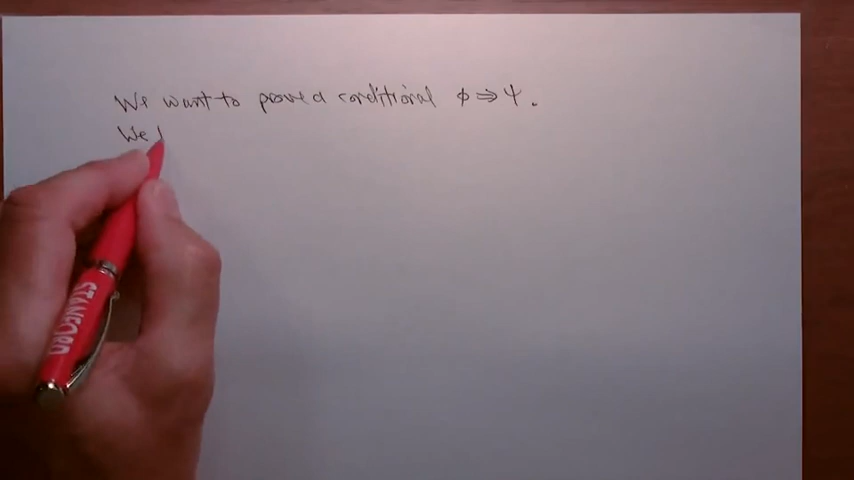 We want to prove a conditional φ ⇒ ψ.
We
STANFORD